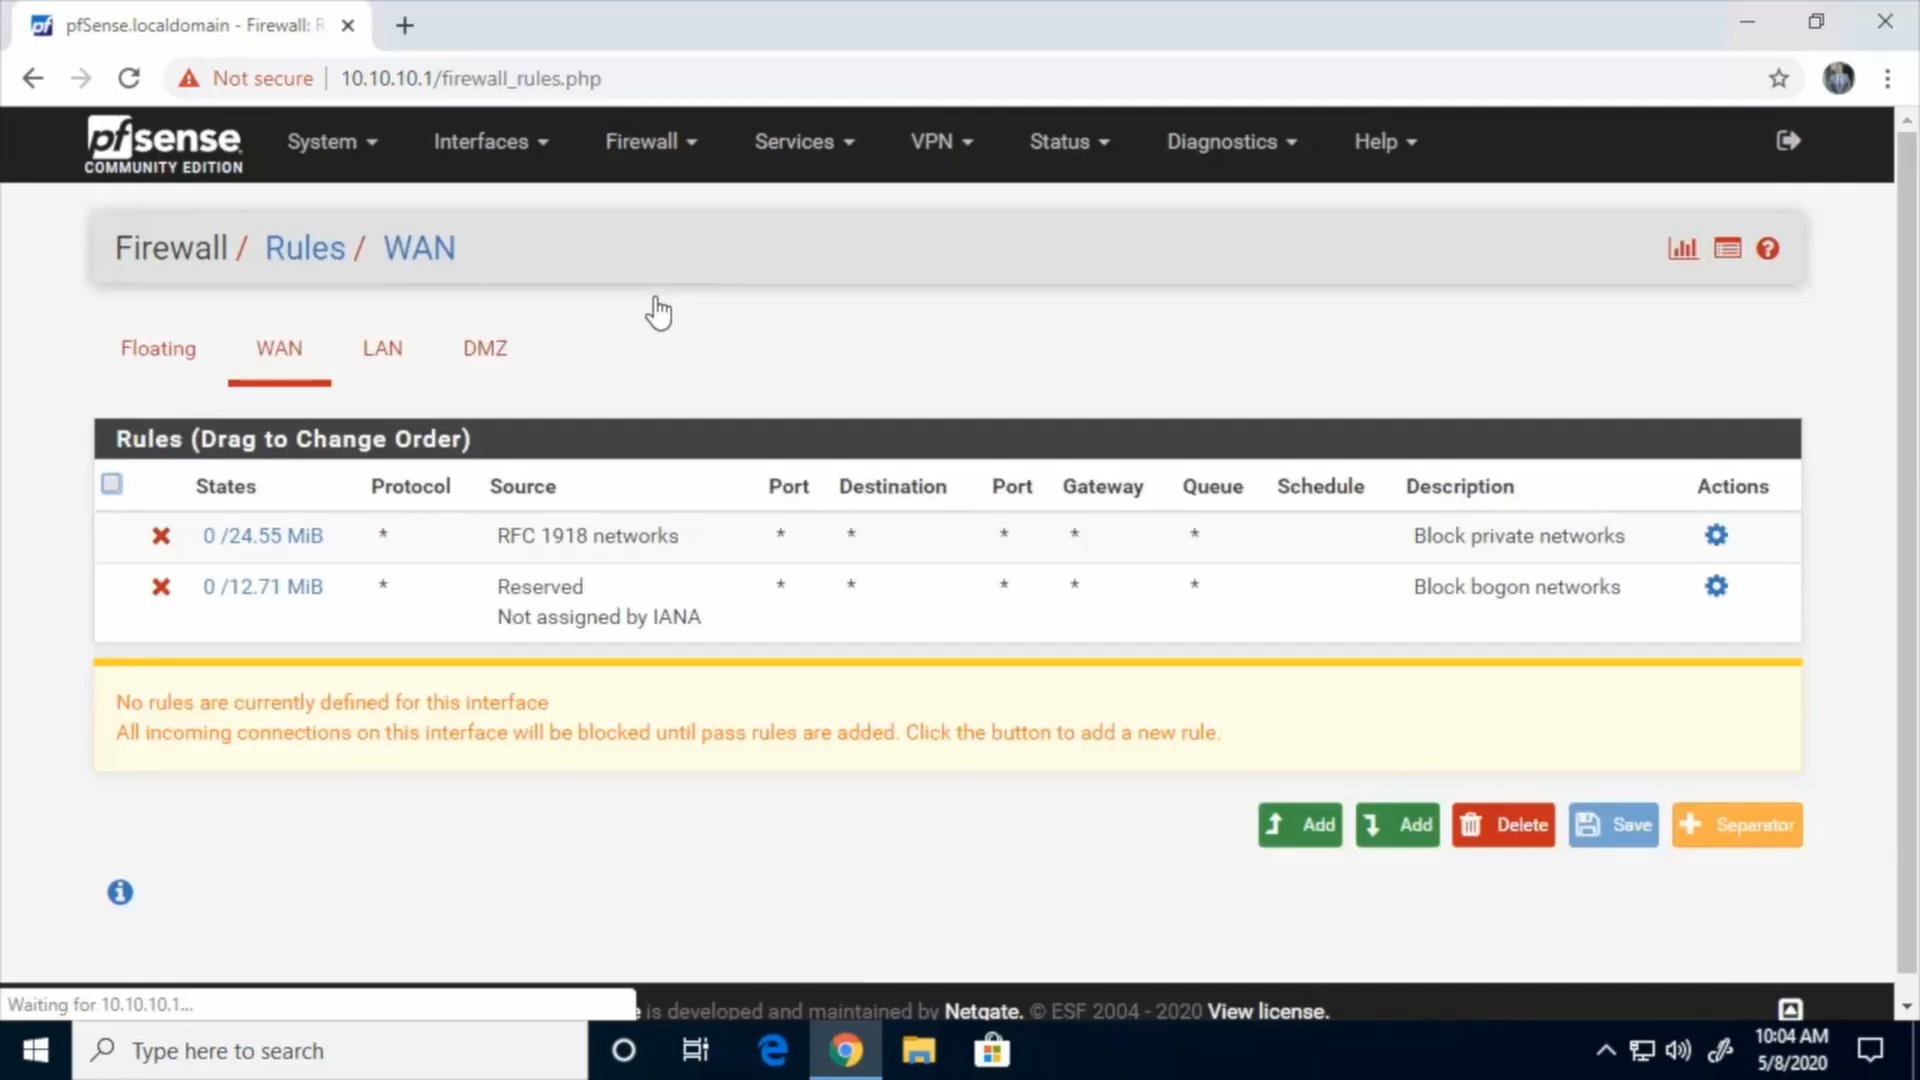 pfSense.localdomain - Firewall: R
Not secure
10.10.10.1/firewall_rules.php
pfsense
COMMUNITY EDITION
System
Interfaces
Firewall
Services
VPN
Status
Diagnostics
Help
Firewall / Rules / WAN
Floating
WAN
LAN
DMZ
Rules (Drag to Change Order)
States Protocol Source Port Destination Port Gateway Queue Schedule Description Actions
0 /24.55 MiB * RFC 1918 networks * * * * * Block private networks
0 /12.71 MiB * Reserved * * * * * Block bogon networks
Not assigned by IANA
No rules are currently defined for this interface
All incoming connections on this interface will be blocked until pass rules are added. Click the button to add a new rule.
Add
Add
Delete
Save
Separator
Waiting for 10.10.10.1...
is developed and maintained by Netgate. © ESF 2004 - 2020 View license.
Type here to search
10:04 AM
5/8/2020